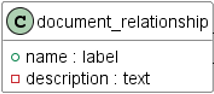 C document_relationship
name : label
description : text